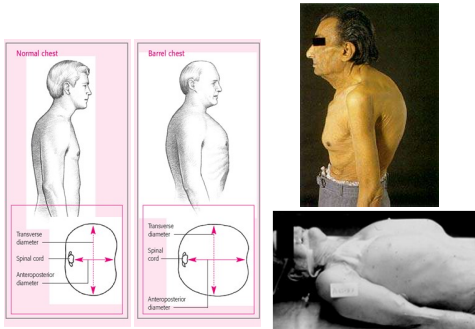 Normal chest
Transverse
diameter
Spinal cord
Anteroposterior
diameter
Barrel chest
Transverse
diameter
Spinal
cord
Anteroposterior
diameter